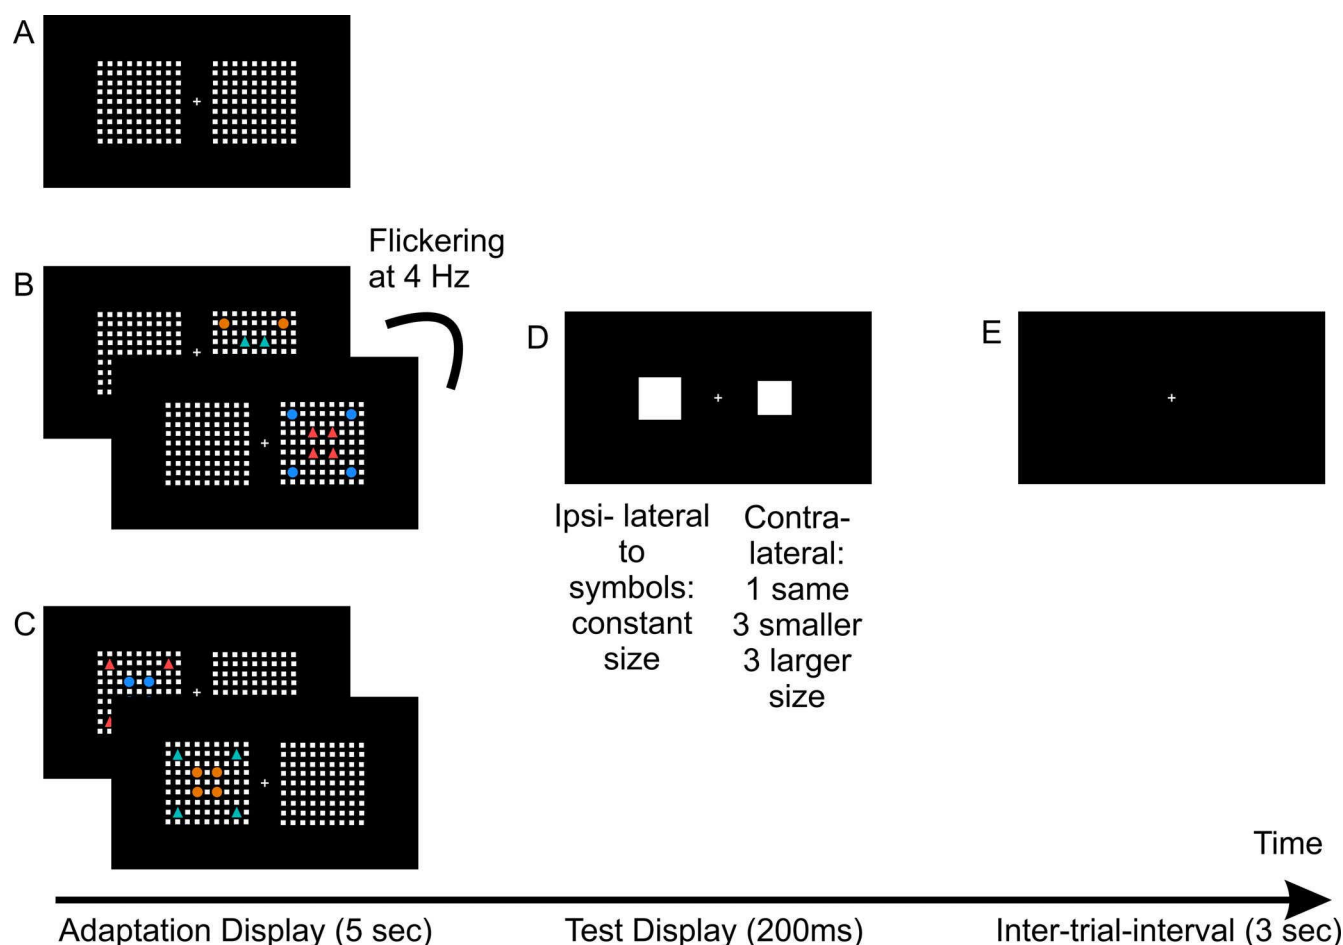 A
B
Flickering
at 4 Hz
D
E
Ipsi- lateral
to
symbols:
constant
size
Contra-
lateral:
1 same
3 smaller
3 larger
size
C
Time
Adaptation Display (5 sec)
Test Display (200ms)
Inter-trial-interval (3 sec)